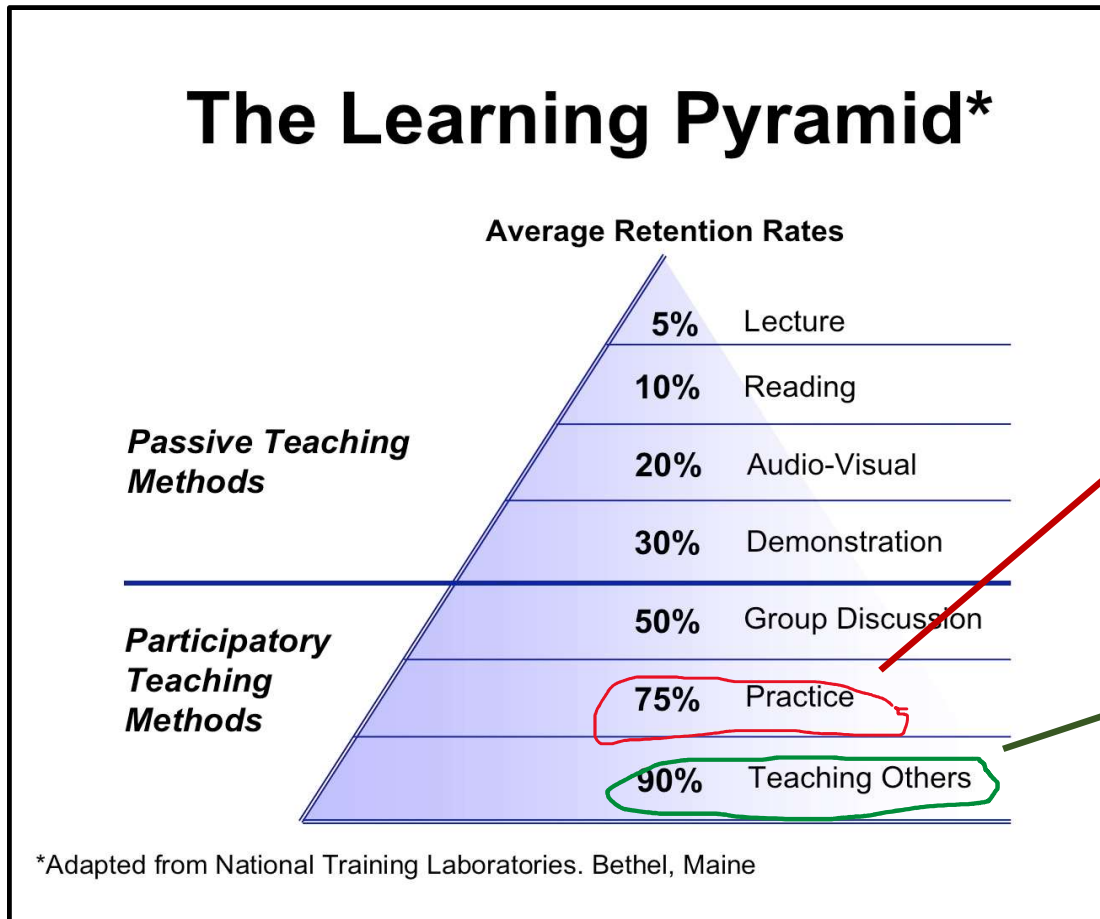 The Learning Pyramid*
Average Retention Rates
5% Lecture
10% Reading
Passive Teaching
Methods
20% Audio-Visual
30% Demonstration
50% Group Discussion
Participatory
Teaching
Methods
75% Practice
90% Teaching Others
*Adapted from National Training Laboratories. Bethel, Maine